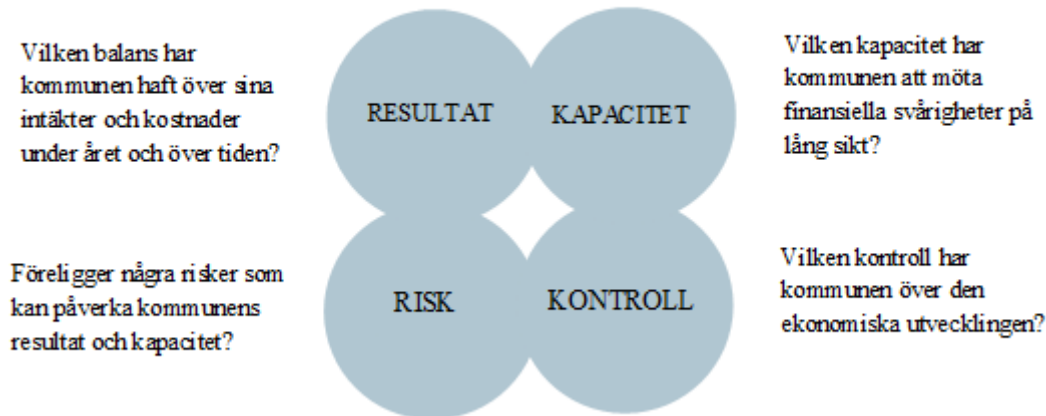 Vilken balans har
kommunen haft över sina
intäkter och kostnader
under året och över tiden?
RESULTAT
KAPACITET
Vilken kapacitet har
kommunen att möta
finansiella svårigheter på
lång sikt?
Föreligger några risker som
kan påverka kommunens
resultat och kapacitet?
RISK
KONTROLL
Vilken kontroll har
kommunen över den
ekonomiska utvecklingen?